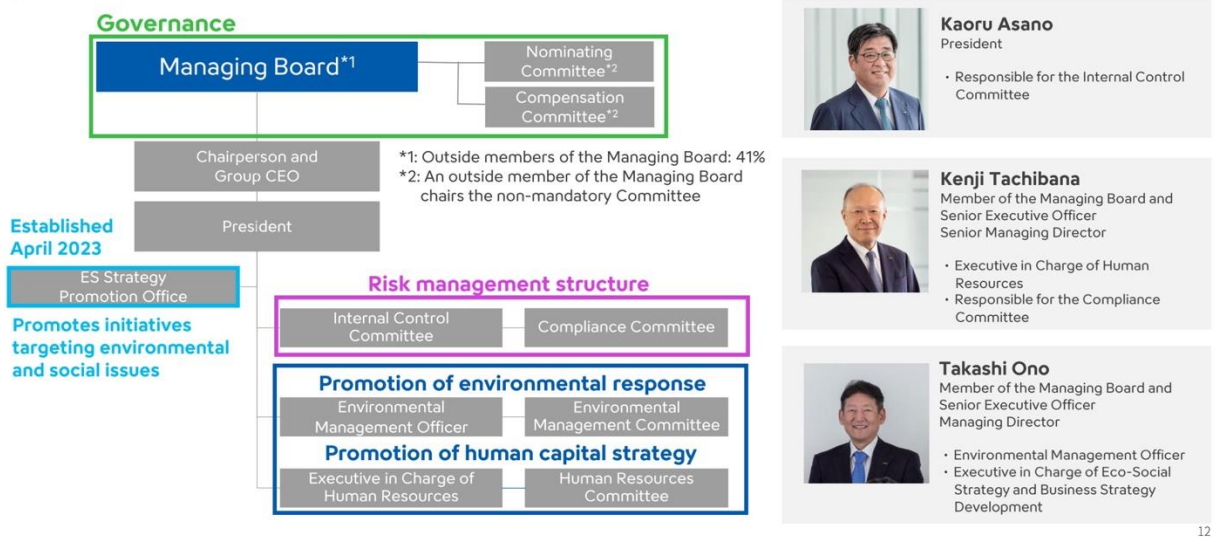 Governance
Managing Board*1
Nominating
Committee*2
Compensation
Committee*2
Chairperson and
Group CEO
*1: Outside members of the Managing Board: 41%
*2: An outside member of the Managing Board
chairs the non-mandatory Committee
President
Established
April 2023
ES Strategy
Promotion Office
Promotes initiatives
targeting environmental
and social issues
Risk management structure
Internal Control
Committee
Compliance Committee
Promotion of environmental response
Environmental
Management Officer
Environmental
Management Committee
Promotion of human capital strategy
Executive in Charge of
Human Resources
Human Resources
Committee
Kaoru Asano
President
・Responsible for the Internal Control
Committee
Kenji Tachibana
Member of the Managing Board and
Senior Executive Officer
Senior Managing Director
・Executive in Charge of Human
Resources
・Responsible for the Compliance
Committee
Takashi Ono
Member of the Managing Board and
Senior Executive Officer
Managing Director
・Environmental Management Officer
・Executive in Charge of Eco-Social
Strategy and Business Strategy
Development
12